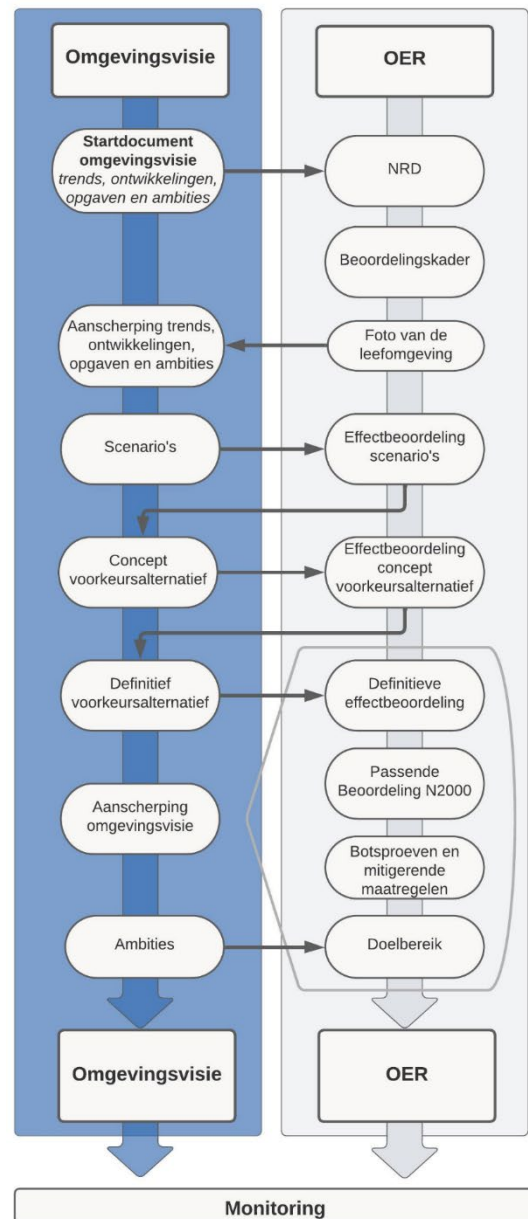 Omgevingsvisie
OER
Startdocument
omgevingsvisie
trends, ontwikkelingen,
opgaven en ambities
NRD
Beoordelingskader
Aanscherping trends,
ontwikkelingen,
opgaven en ambities
Foto van de
leefomgeving
Scenario's
Effectbeoordeling
scenario's
Concept
voorkeursalternatief
Effectbeoordeling
concept
voorkeursalternatief
Definitief
voorkeursalternatief
Definitieve
effectbeoordeling
Passende
Beoordeling N2000
Aanscherping
omgevingsvisie
Botsproeven en
mitigerende
maatregelen
Ambities
Doelbereik
Omgevingsvisie
OER
Monitoring